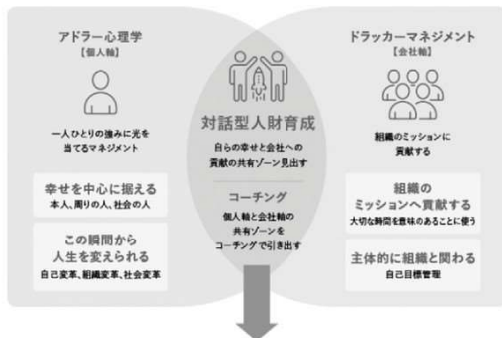 アドラー心理学
【個人軸】
一人ひとりの強みに光を
当てるマネジメント
幸せを中心に据える
本人、周りの人、社会の人
この瞬間から
人生を変えられる
自己変革、組織変革、社会変革
対話型人財育成
自らの幸せと会社への
貢献の共有ゾーン見出す
コーチング
個人軸と会社軸の
共有ゾーンを
コーチングで引き出す
ドラッカーマネジメント
【会社軸】
組織のミッションに
貢献する
組織の
ミッションへ貢献する
大切な時間を意味のあることに使う
主体的に組織と関わる
自己目標管理